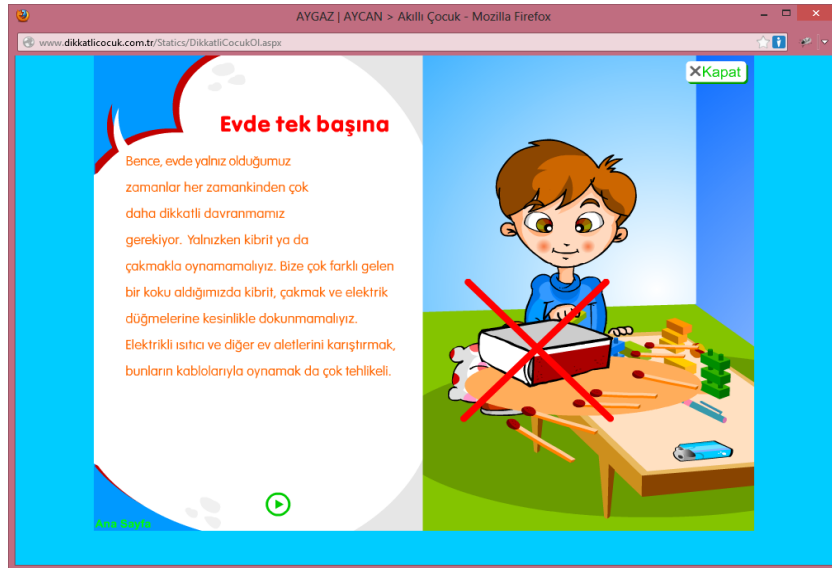 AYGAZ | AYCAN > Akıllı Çocuk - Mozilla Firefox
www.dikkatlicocuk.com.tr/Statics/DikkatliCocukOl.aspx
Kapat
Evde tek başına
Bence, evde yalnız olduğumuz
zamanlar her zamankinden çok
daha dikkatli davranmamız
gerekiyor. Yalnızken kibrit ya da
çakmakla oynamamalıyız. Bize çok farklı gelen
bir koku aldığımızda kibrit, çakmak ve elektrik
düğmelerine kesinlikle dokunmamalıyız.
Elektrikli ısıtıcı ve diğer ev aletlerini karıştırmak,
bunların kablolarıyla oynamak da çok tehlikeli.
Ana Sayfa